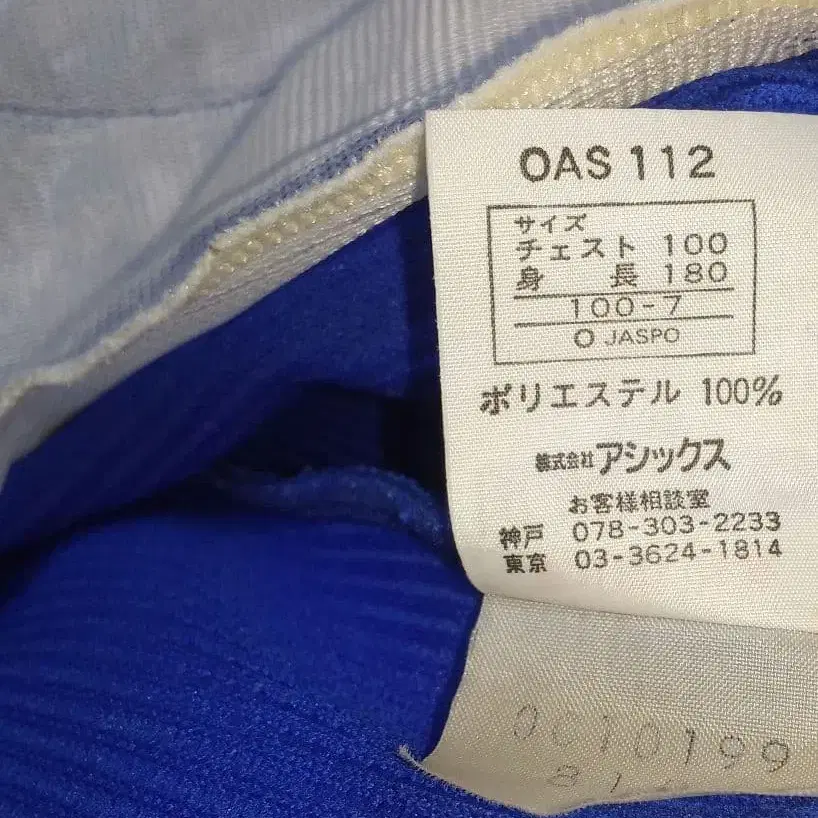 OAS 112
サイズ
チェスト 100
身長 180
100-7
O JASPO
ポリエステル 100%
株式会社アシックス
お客様相談室
神戸 078-303-2233
東京 03-3624-1814
0C10199